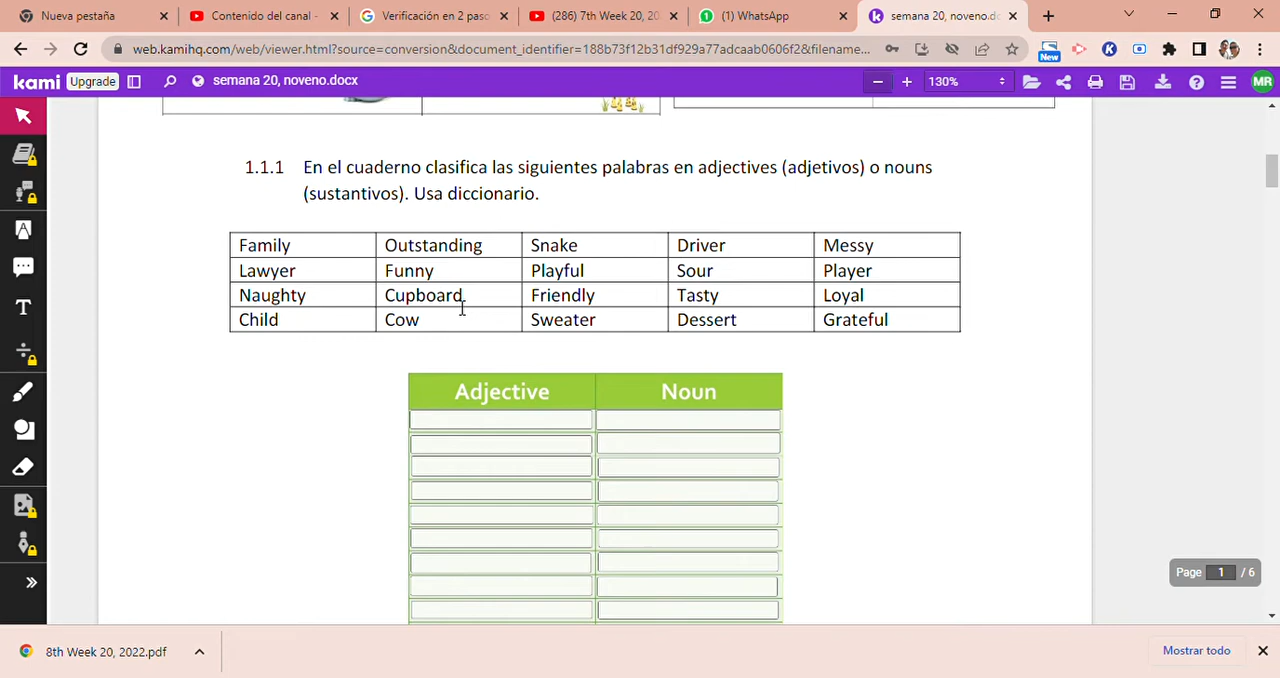 Nueva pestaña
Contenido del canal -
Verificación en 2 paso
(286) 7th Week 20, 20
(1) WhatsApp
semana 20, noveno.do
web.kamihq.com/web/viewer.html?source=conversion&document_identifier=188b73f12b31df929a77adcaab0606f2&filename...
New
kami Upgrade semana 20, noveno.docx 130% MR
1.1.1 En el cuaderno clasifica las siguientes palabras en adjectives (adjetivos) o nouns
(sustantivos). Usa diccionario.
Family Outstanding Snake Driver Messy
Lawyer Funny Playful Sour Player
Naughty Cupboard Friendly Tasty Loyal
Child Cow Sweater Dessert Grateful
Adjective Noun
Page 1 / 6
8th Week 20, 2022.pdf
Mostrar todo